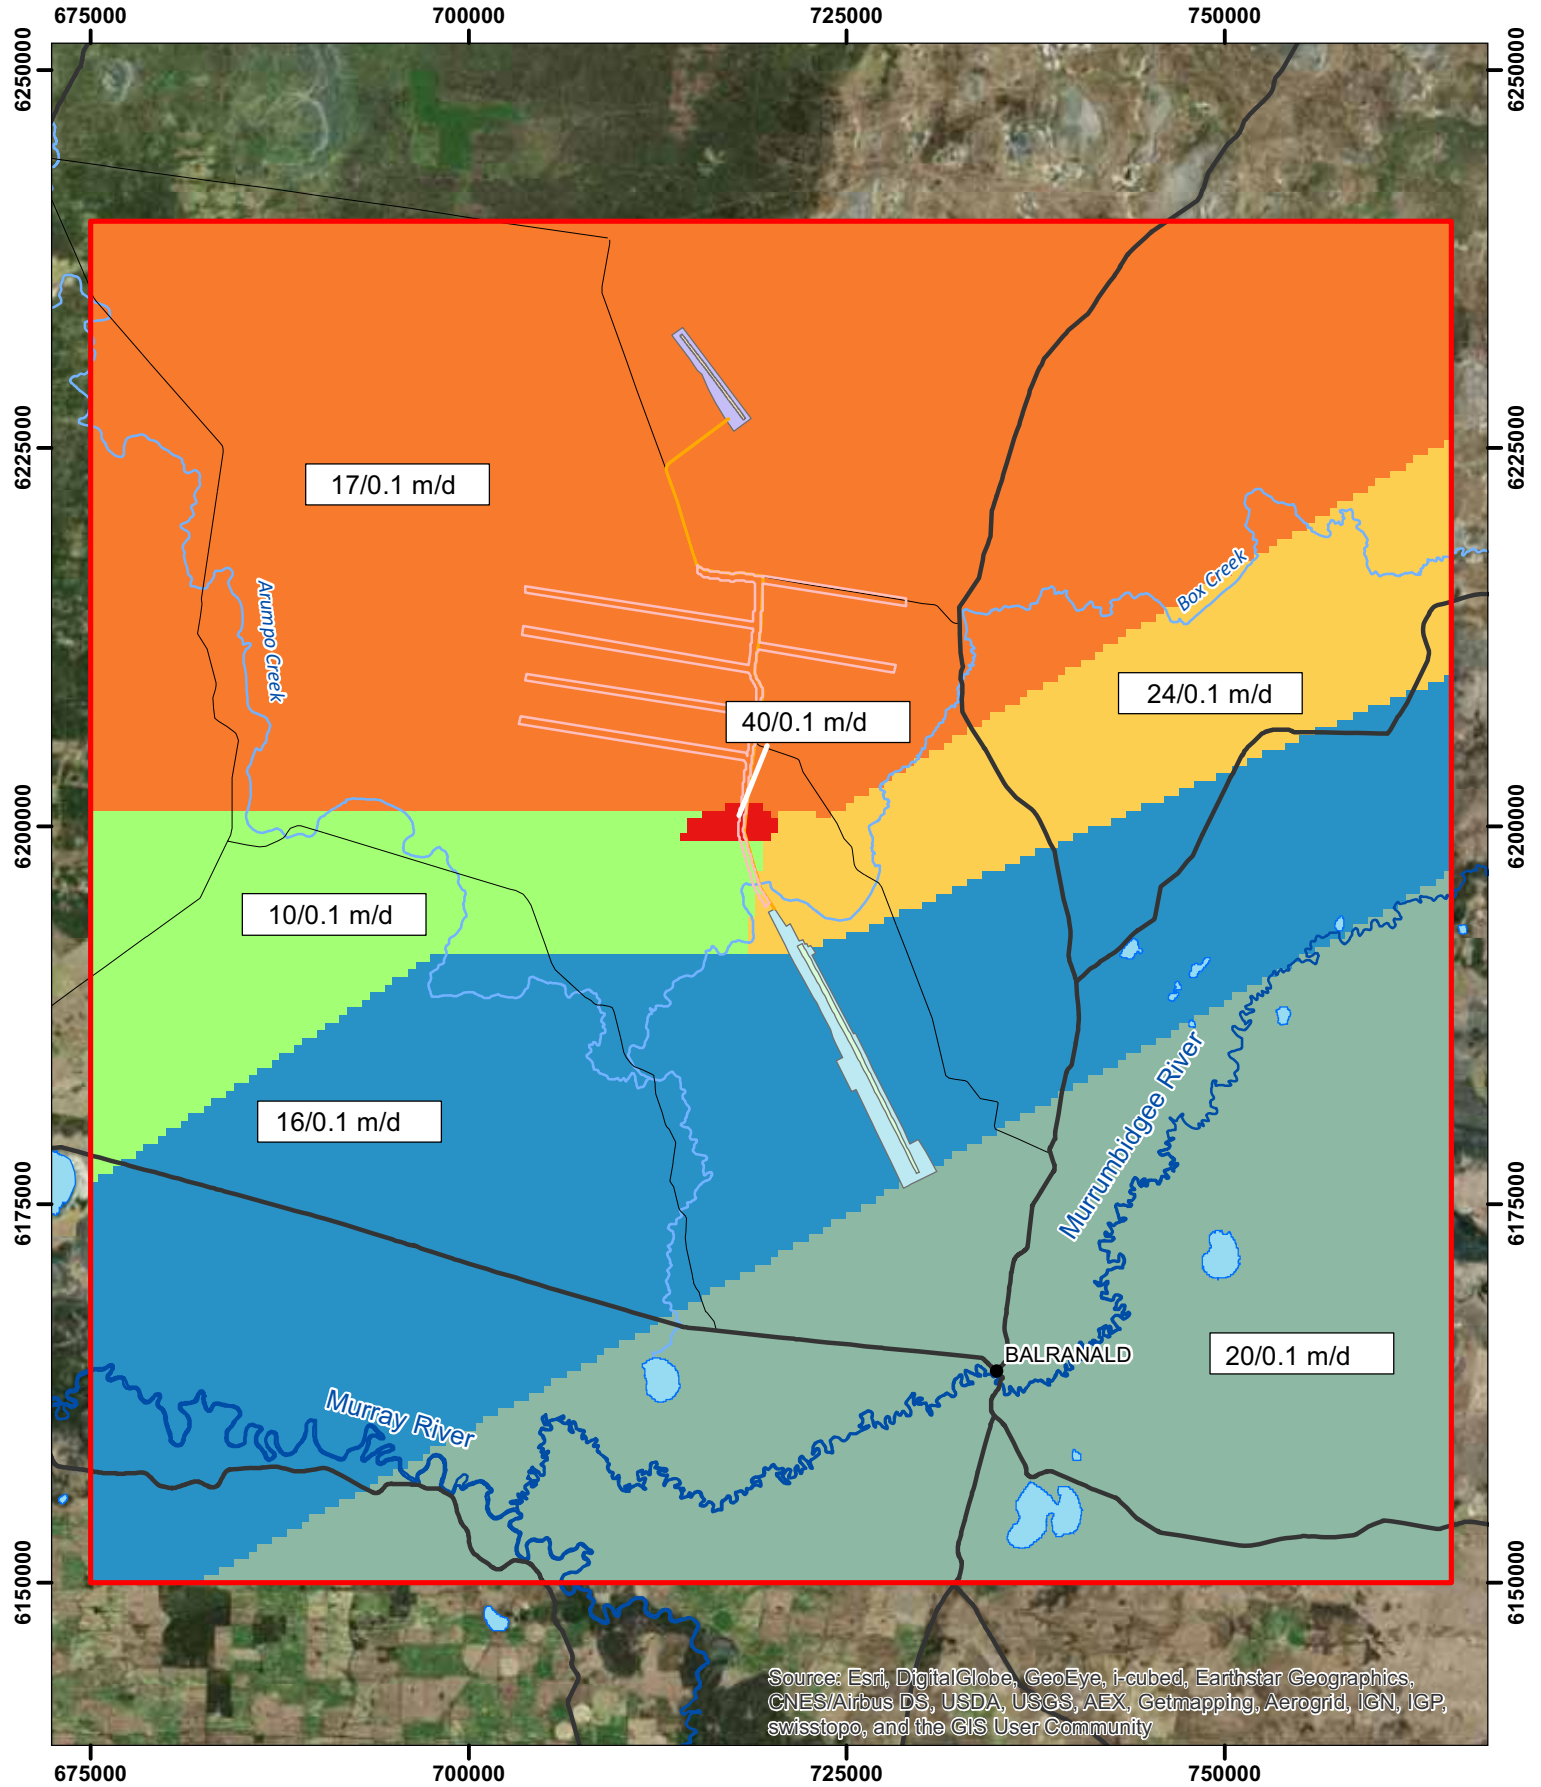 675000 700000 725000 750000
6250000 6250000
6225000 6225000
17/0.1 m/d
Box Creek
Arumpo Creek
24/0.1 m/d
40/0.1 m/d
6200000 6200000
10/0.1 m/d
Murrumbidgee River
16/0.1 m/d
6175000 6175000
BALRANALD
20/0.1 m/d
Murray River
6150000 6150000
Source: Esri, DigitalGlobe, GeoEye, i-cubed, Earthstar Geographics,
CNES/Airbus DS, USDA, USGS, AEX, Getmapping, Aerogrid, IGN, IGP,
swisstopo, and the GIS User Community
675000 700000 725000 750000